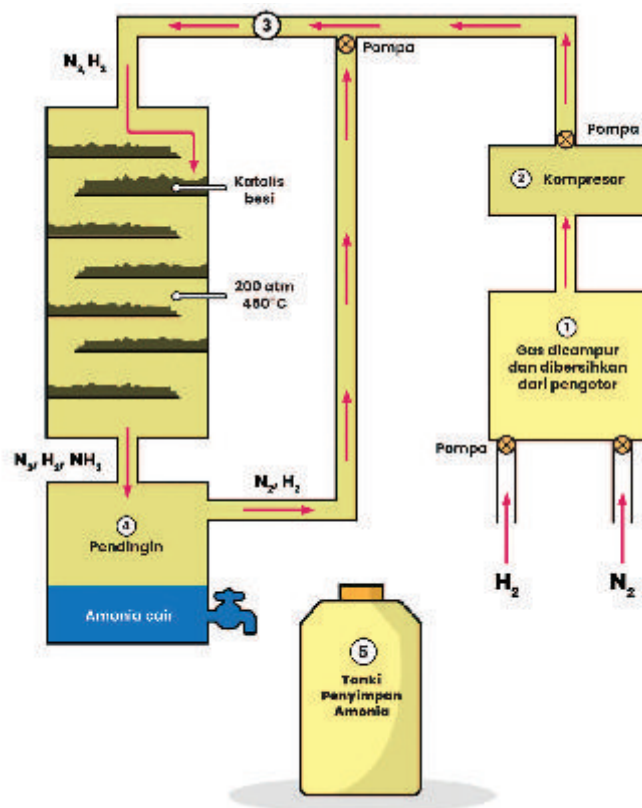 3
Pompa
N₂, H₂
Pompa
2 Kompresor
Katalis
besi
200 atm
450°C
1
Gas dicampur
dan dibersihkan
dari pengotor
Pompa
N₂, H₂, NH₃
N₂, H₂
4
Pendingin
H₂
N₂
Amonia cair
5
Tanki
Penyimpan
Amonia